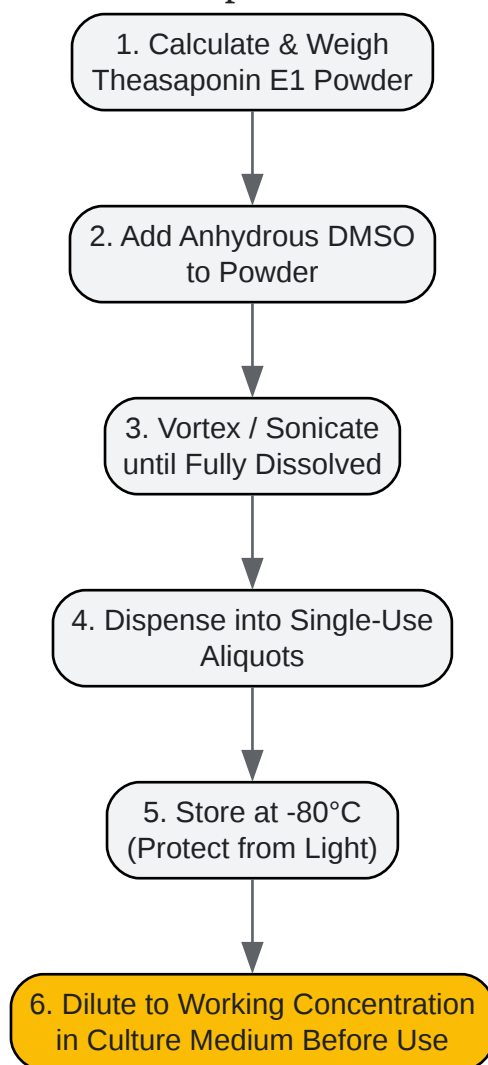 1. Calculate & Weigh
Theasaponin E1 Powder
2. Add Anhydrous DMSO
to Powder
3. Vortex / Sonicate
until Fully Dissolved
4. Dispense into Single-Use
Aliquots
5. Store at -80°C
(Protect from Light)
6. Dilute to Working Concentration
in Culture Medium Before Use